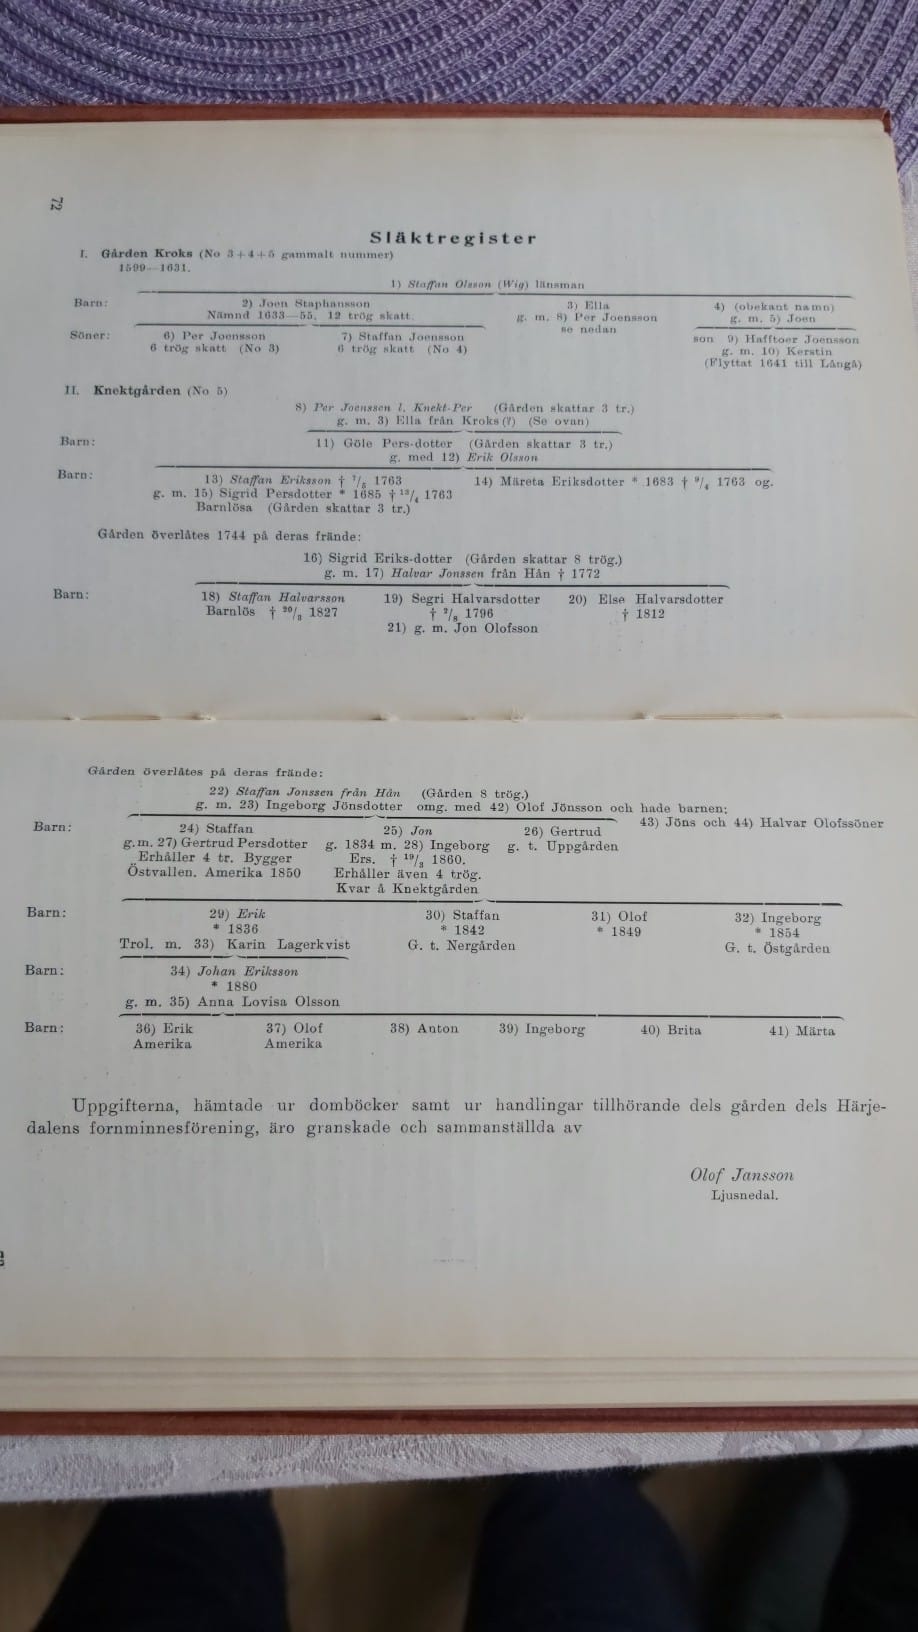 72
Släktregister
I. Gården Kroks (No 3+4+5 gammalt nummer)
1599—1631.
1) Staffan Olsson (Wig) länsman
Barn: 2) Joen Staphansson 3) Ella 4) (obekant namn)
Nämnd 1633—55, 12 trög skatt. g. m. 8) Per Joensson g. m. 5) Joen
se nedan
Söner: 6) Per Joensson 7) Staffan Joensson son 9) Hafftoer Joensson
6 trög skatt (No 3) 6 trög skatt (No 4) g. m. 10) Kerstin
(Flyttat 1641 till Långå)
II. Knektgården (No 5)
8) Per Joenssen l. Knekt-Per (Gården skattar 3 tr.)
g. m. 3) Ella från Kroks (?) (Se ovan)
Barn: 11) Göle Pers-dotter (Gården skattar 3 tr.)
g. med 12) Erik Olsson
Barn: 13) Staffan Eriksson † 7/5 1763 14) Märeta Eriksdotter * 1683 † 9/4 1763 og.
g. m. 15) Sigrid Persdotter * 1685 † 13/4 1763
Barnlösa (Gården skattar 3 tr.)
Gården överlåtes 1744 på deras frände:
16) Sigrid Eriks-dotter (Gården skattar 8 trög.)
g. m. 17) Halvar Jonssen från Hån † 1772
Barn: 18) Staffan Halvarsson 19) Segri Halvarsdotter 20) Else Halvarsdotter
Barnlös † 20/3 1827 † 2/8 1796 † 1812
21) g. m. Jon Olofsson
Gården överlåtes på deras frände:
22) Staffan Jonssen från Hån (Gården 8 trög.)
g. m. 23) Ingeborg Jönsdotter omg. med 42) Olof Jönsson och hade barnen:
43) Jöns och 44) Halvar Olofssöner
Barn: 24) Staffan 25) Jon 26) Gertrud
g.m. 27) Gertrud Persdotter g. 1834 m. 28) Ingeborg g. t. Uppgården
Erhåller 4 tr. Bygger Ers. † 19/3 1860.
Östvallen. Amerika 1850 Erhåller även 4 trög.
Kvar å Knektgården
Barn: 29) Erik 30) Staffan 31) Olof 32) Ingeborg
* 1836 * 1842 * 1849 * 1854
Trol. m. 33) Karin Lagerkvist G. t. Nergården G. t. Östgården
Barn: 34) Johan Eriksson
* 1880
g. m. 35) Anna Lovisa Olsson
Barn: 36) Erik 37) Olof 38) Anton 39) Ingeborg 40) Brita 41) Märta
Amerika Amerika
Uppgifterna, hämtade ur domböcker samt ur handlingar tillhörande dels gården dels Härje-
dalens fornminnesförening, äro granskade och sammanställda av
Olof Jansson
Ljusnedal.